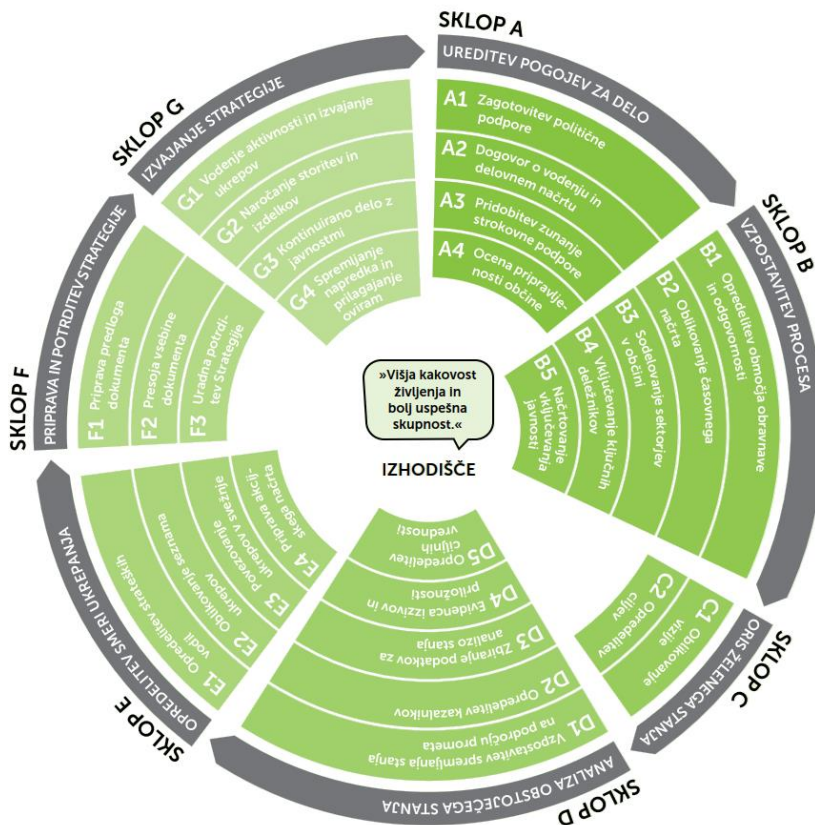 SKLOP A
UREDITEV POGOJEV ZA DELO
A1 Zagotovitev politične
podpore
A2 Dogovor o vodenju in
delovnem načrtu
A3 Pridobitev zunanje
strokovne podpore
A4 Ocena pripravlje-
nosti občine
SKLOP B
VZPOSTAVITEV PROCESA
B1 Opredelitev območja obravnave
in odgovornosti
B2 Oblikovanje časovnega
načrta
B3 Sodelovanje sektorjev
v občini
B4 Vključevanje ključnih
deležnikov
B5 Načrtovanje
vključevanja
javnosti
SKLOP C
ORIS ŽELENEGA STANJA
C1 Oblikovanje
vizije
C2 Opredelitev
ciljev
SKLOP D
ANALIZA OBSTOJEČEGA STANJA
D1 Vzpostavitev spremljanja stanja
na področju prometa
D2 Opredelitev kazalnikov
D3 Zbiranje podatkov za
analizo stanja
D4 Evidenca izzivov in
priložnosti
D5 Opredelitev
ciljnih
vrednosti
SKLOP E
OPREDELITEV SMERI UKREPANJA
E1 Opredelitev strateških
vodil
E2 Oblikovanje seznama
ukrepov
E3 Povezovanje
ukrepov v svežnje
E4 Priprava akcij-
skega načrta
SKLOP F
PRIPRAVA IN POTRDITEV STRATEGIJE
F1 Priprava predloga
dokumenta
F2 Presoja vsebine
dokumenta
F3 Uradna potrdi-
tev Strategije
SKLOP G
IZVAJANJE STRATEGIJE
G1 Vodenje aktivnosti in izvajanje
ukrepov
G2 Naročanje storitev in
izdelkov
G3 Kontinuirano delo z
javnostmi
G4 Spremljanje
napredka in
prilagajanje
oviram
»Višja kakovost
življenja in
bolj uspešna
skupnost.«
IZHODIŠČE